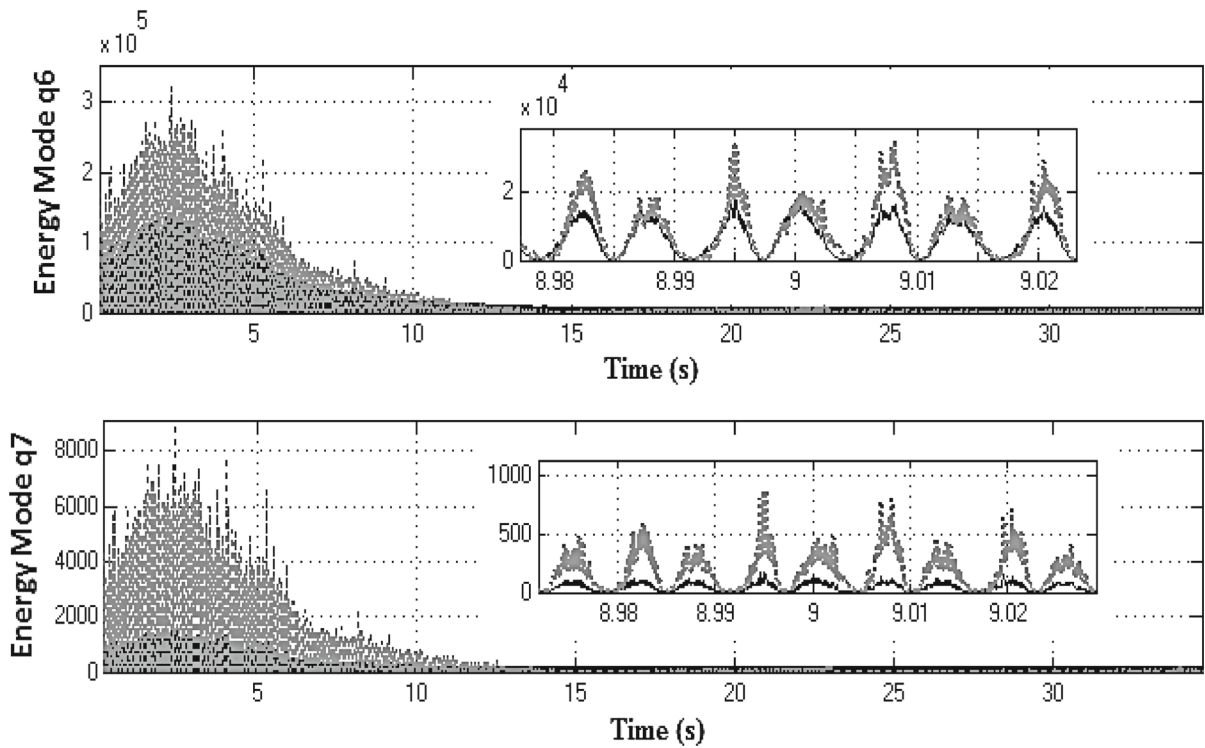 x 10^5
Energy Mode q6
3
2
1
0
5 10 15 20 25 30
Time (s)
x 10^4
2
0
8.98 8.99 9 9.01 9.02
Energy Mode q7
8000
6000
4000
2000
0
5 10 15 20 25 30
Time (s)
1000
500
0
8.98 8.99 9 9.01 9.02